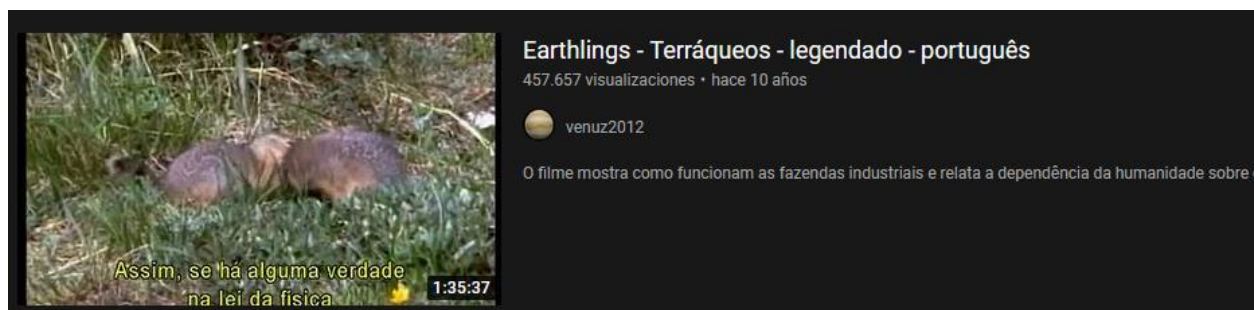 Earthlings - Terráqueos - legendado - português
457.657 visualizaciones • hace 10 años
venuz2012
O filme mostra como funcionam as fazendas industriais e relata a dependência da humanidade sobre
Assim, se há alguma verdade
na lei da física
1:35:37